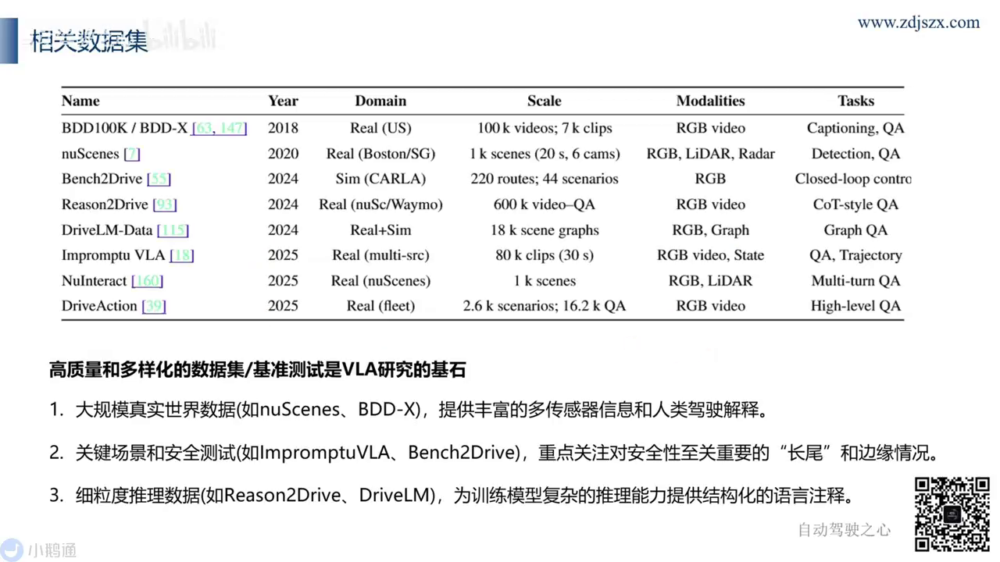 www.zdjszx.com
相关数据集
bilibili
Name Year Domain Scale Modalities Tasks
BDD100K / BDD-X [63, 147] 2018 Real (US) 100 k videos; 7 k clips RGB video Captioning, QA
nuScenes [7] 2020 Real (Boston/SG) 1 k scenes (20 s, 6 cams) RGB, LiDAR, Radar Detection, QA
Bench2Drive [55] 2024 Sim (CARLA) 220 routes; 44 scenarios RGB Closed-loop contro
Reason2Drive [93] 2024 Real (nuSc/Waymo) 600 k video–QA RGB video CoT-style QA
DriveLM-Data [115] 2024 Real+Sim 18 k scene graphs RGB, Graph Graph QA
Impromptu VLA [18] 2025 Real (multi-src) 80 k clips (30 s) RGB video, State QA, Trajectory
NuInteract [160] 2025 Real (nuScenes) 1 k scenes RGB, LiDAR Multi-turn QA
DriveAction [39] 2025 Real (fleet) 2.6 k scenarios; 16.2 k QA RGB video High-level QA
高质量和多样化的数据集/基准测试是VLA研究的基石
1. 大规模真实世界数据(如nuScenes、BDD-X)，提供丰富的多传感器信息和人类驾驶解释。
2. 关键场景和安全测试(如ImpromptuVLA、Bench2Drive)，重点关注对安全性至关重要的“长尾”和边缘情况。
3. 细粒度推理数据(如Reason2Drive、DriveLM)，为训练模型复杂的推理能力提供结构化的语言注释。
自动驾驶之心
小鹅通